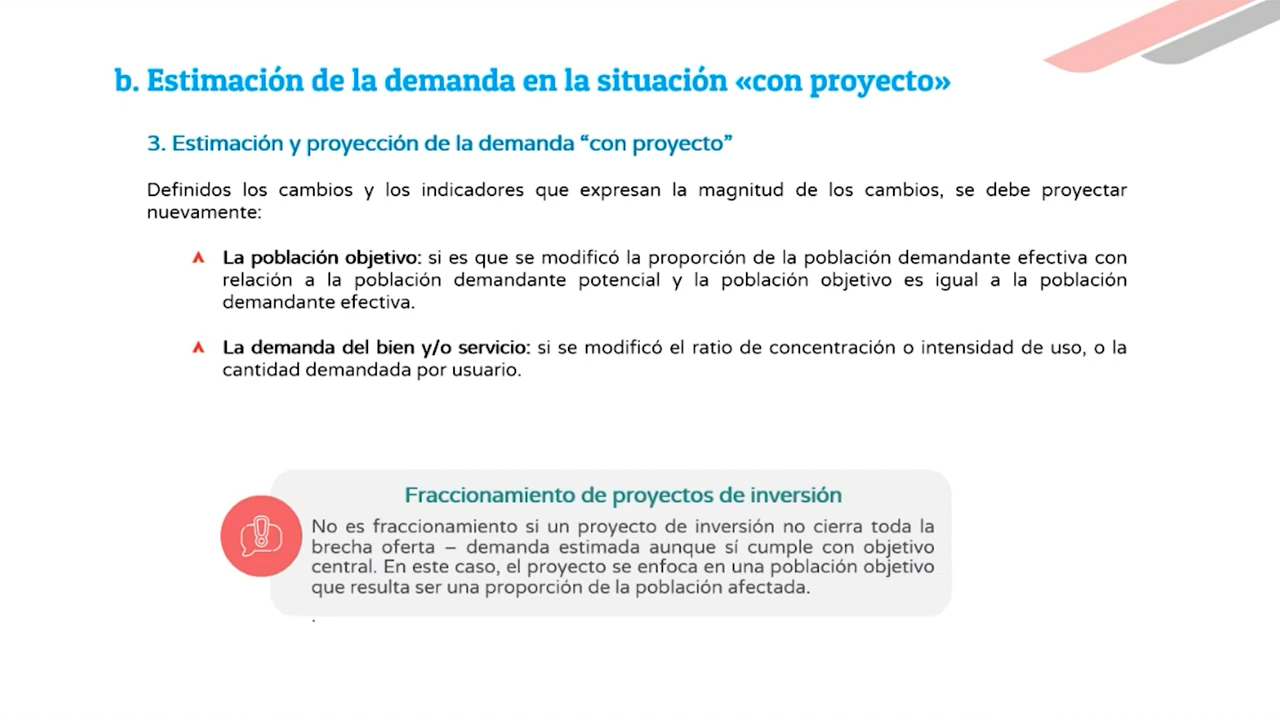 b. Estimación de la demanda en la situación «con proyecto»
3. Estimación y proyección de la demanda “con proyecto”
Definidos los cambios y los indicadores que expresan la magnitud de los cambios, se debe proyectar
nuevamente:
La población objetivo: si es que se modificó la proporción de la población demandante efectiva con
relación a la población demandante potencial y la población objetivo es igual a la población
demandante efectiva.
La demanda del bien y/o servicio: si se modificó el ratio de concentración o intensidad de uso, o la
cantidad demandada por usuario.
Fraccionamiento de proyectos de inversión
No es fraccionamiento si un proyecto de inversión no cierra toda la
brecha oferta – demanda estimada aunque sí cumple con objetivo
central. En este caso, el proyecto se enfoca en una población objetivo
que resulta ser una proporción de la población afectada.
.